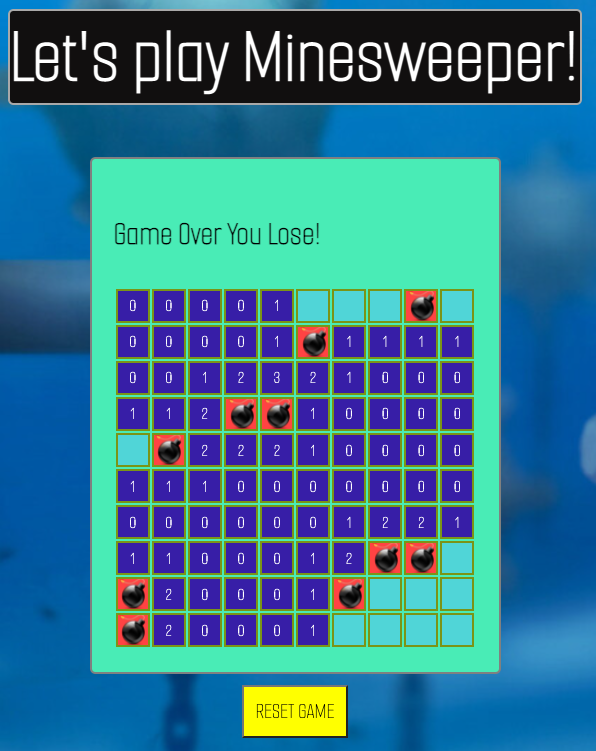 Let's play Minesweeper!
Game Over You Lose!
0 0 0 0 1
0 0 0 0 1 1 1 1 1
0 0 1 2 3 2 1 0 0 0
1 1 2 1 0 0 0 0
2 2 2 1 0 0 0 0
1 1 1 0 0 0 0 0 0 0
0 0 0 0 0 0 1 2 2 1
1 1 0 0 0 1 2
2 0 0 0 1
2 0 0 0 1
RESET GAME